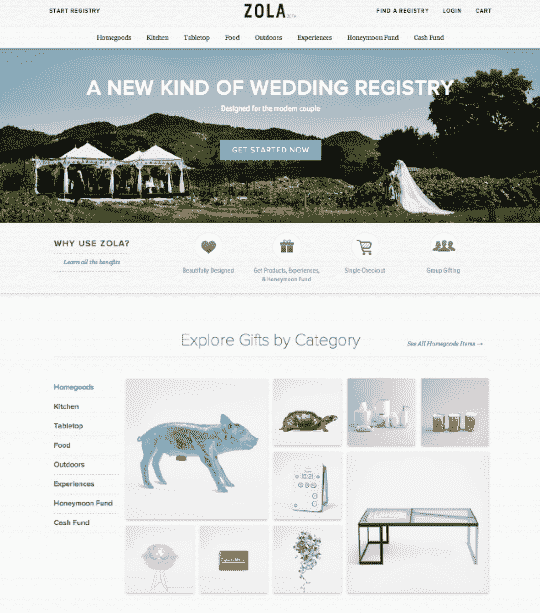 START REGISTRY
ZOLA
FIND A REGISTRY LOGIN CART
Homegoods Kitchen Tabletop Food Outdoors Experiences Honeymoon Fund Cash Fund
A NEW KIND OF WEDDING REGISTRY
Designed for the modern couple
GET STARTED NOW
WHY USE ZOLA?
Learn all the benefits
Beautifully Designed
Get Products, Experiences,
& Honeymoon Fund
Single Checkout
Group Gifting
Explore Gifts by Category
See All Homegoods Items →
Homegoods
Kitchen
Tabletop
Food
Outdoors
Experiences
Honeymoon Fund
Cash Fund